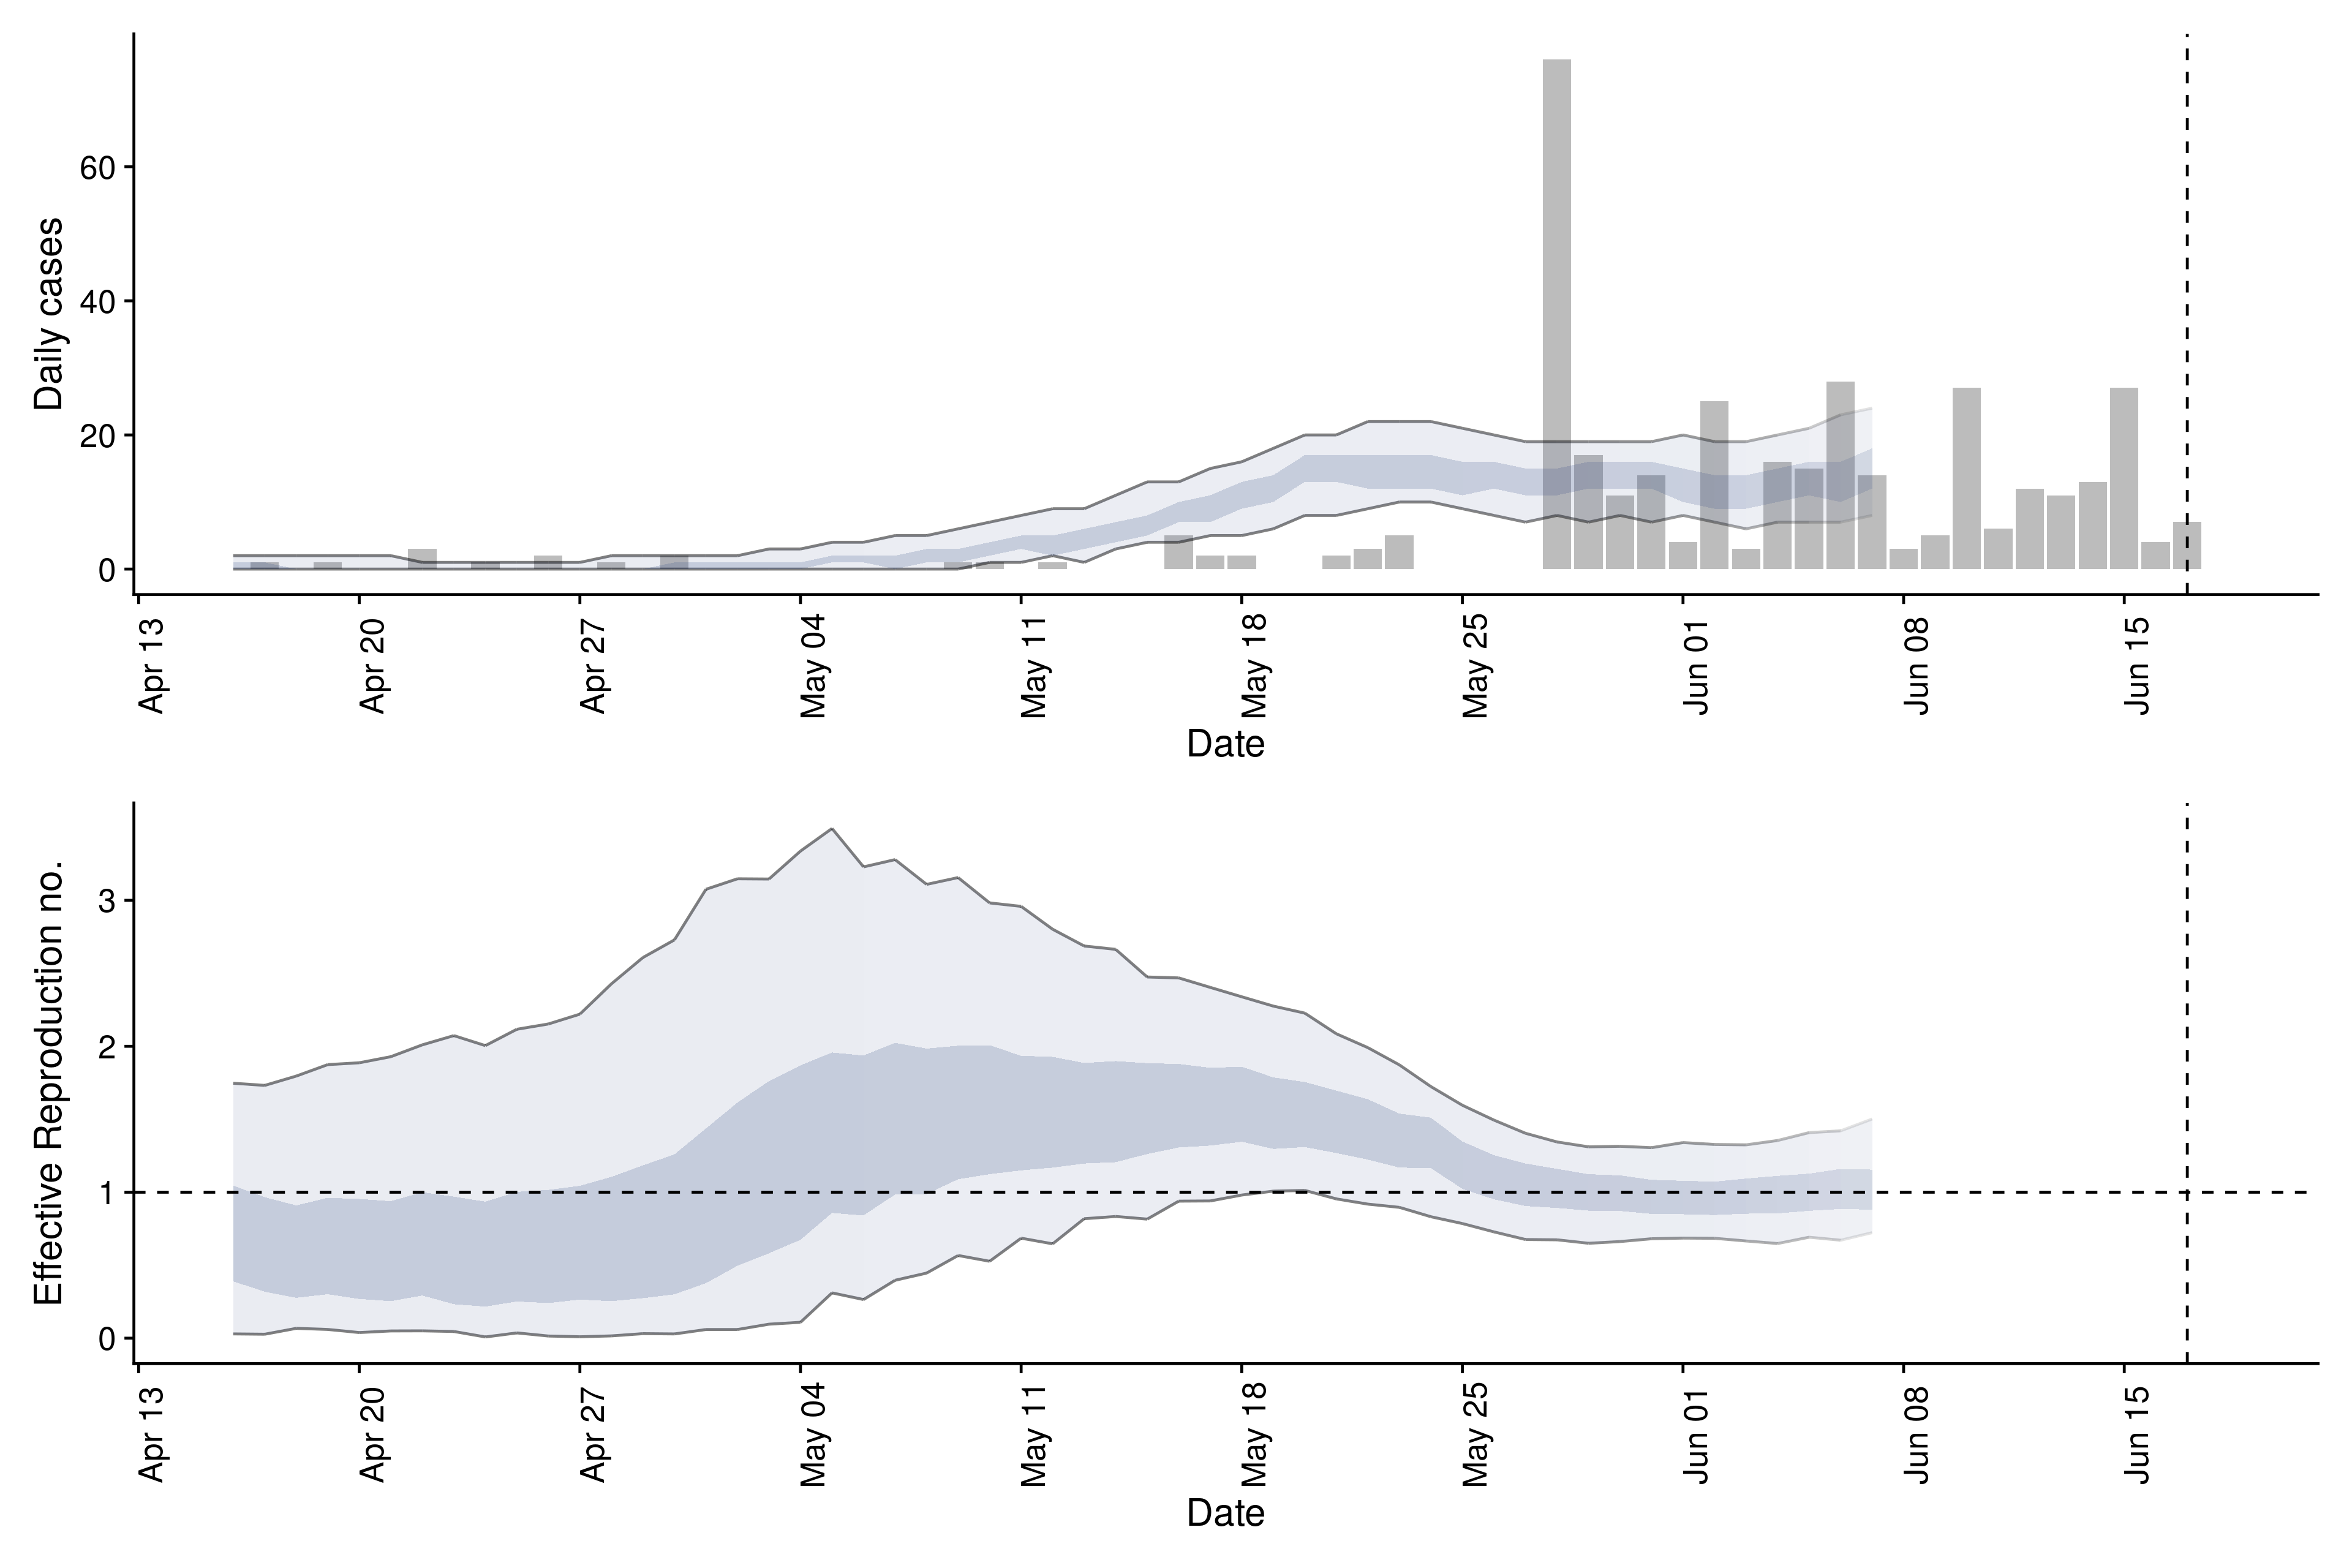 Daily cases
60
40
20
0
Apr 13
Apr 20
Apr 27
May 04
May 11
May 18
May 25
Jun 01
Jun 08
Jun 15
Date
Effective Reproduction no.
3
2
1
0
Apr 13
Apr 20
Apr 27
May 04
May 11
May 18
May 25
Jun 01
Jun 08
Jun 15
Date